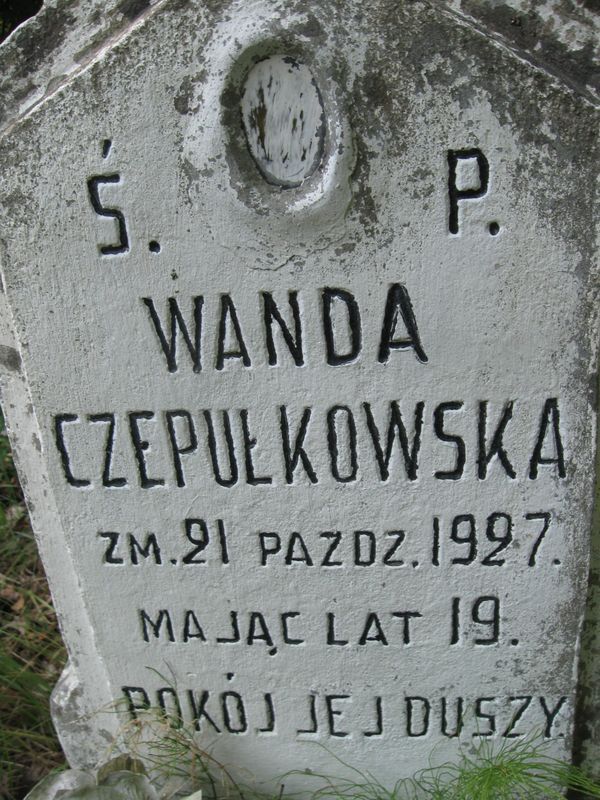 Ś. P.
WANDA
CZEPUŁKOWSKA
ZM. 21 PAZDZ. 1927.
MAJĄC LAT 19.
POKÓJ JEJ DUSZY.